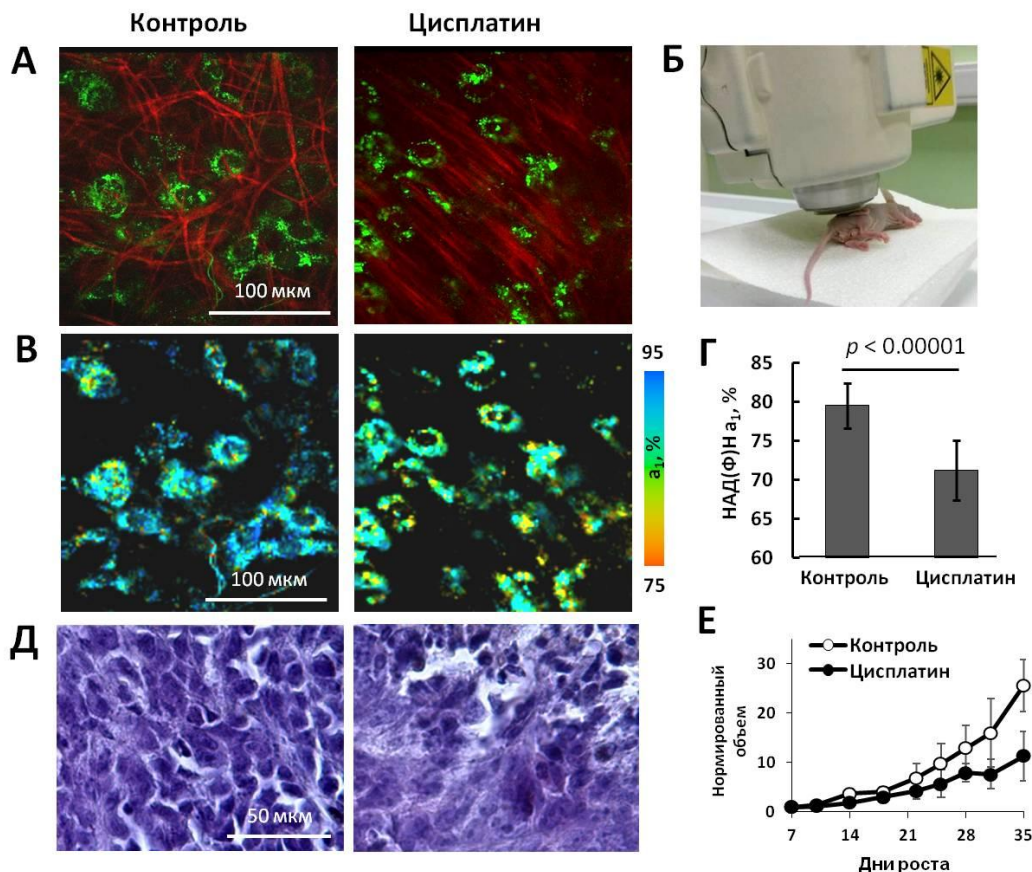 Контроль
Цисплатин
А
100 мкм
Б
В
100 мкм
95
a₁, %
75
Г
p < 0.00001
НАД(Ф)Н a₁, %
85
80
75
70
65
60
Контроль
Цисплатин
Д
50 мкм
Е
Контроль
Цисплатин
Нормированный
объем
30
20
10
0
7
14
21
28
35
Дни роста